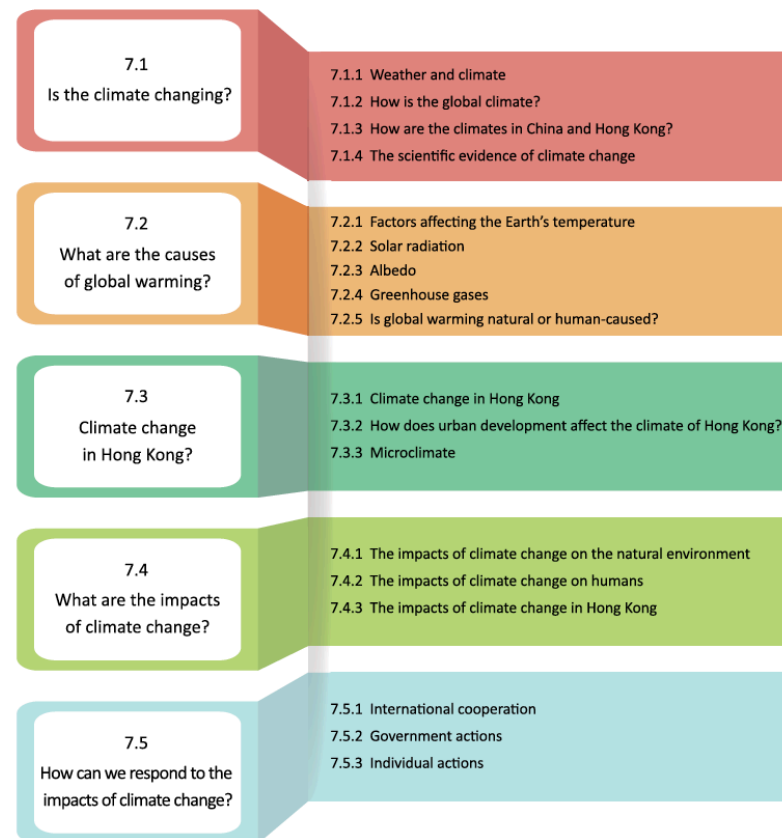 7.1
Is the climate changing?
7.1.1 Weather and climate
7.1.2 How is the global climate?
7.1.3 How are the climates in China and Hong Kong?
7.1.4 The scientific evidence of climate change
7.2
What are the causes
of global warming?
7.2.1 Factors affecting the Earth's temperature
7.2.2 Solar radiation
7.2.3 Albedo
7.2.4 Greenhouse gases
7.2.5 Is global warming natural or human-caused?
7.3
Climate change
in Hong Kong?
7.3.1 Climate change in Hong Kong
7.3.2 How does urban development affect the climate of Hong Kong?
7.3.3 Microclimate
7.4
What are the impacts
of climate change?
7.4.1 The impacts of climate change on the natural environment
7.4.2 The impacts of climate change on humans
7.4.3 The impacts of climate change in Hong Kong
7.5
How can we respond to the
impacts of climate change?
7.5.1 International cooperation
7.5.2 Government actions
7.5.3 Individual actions